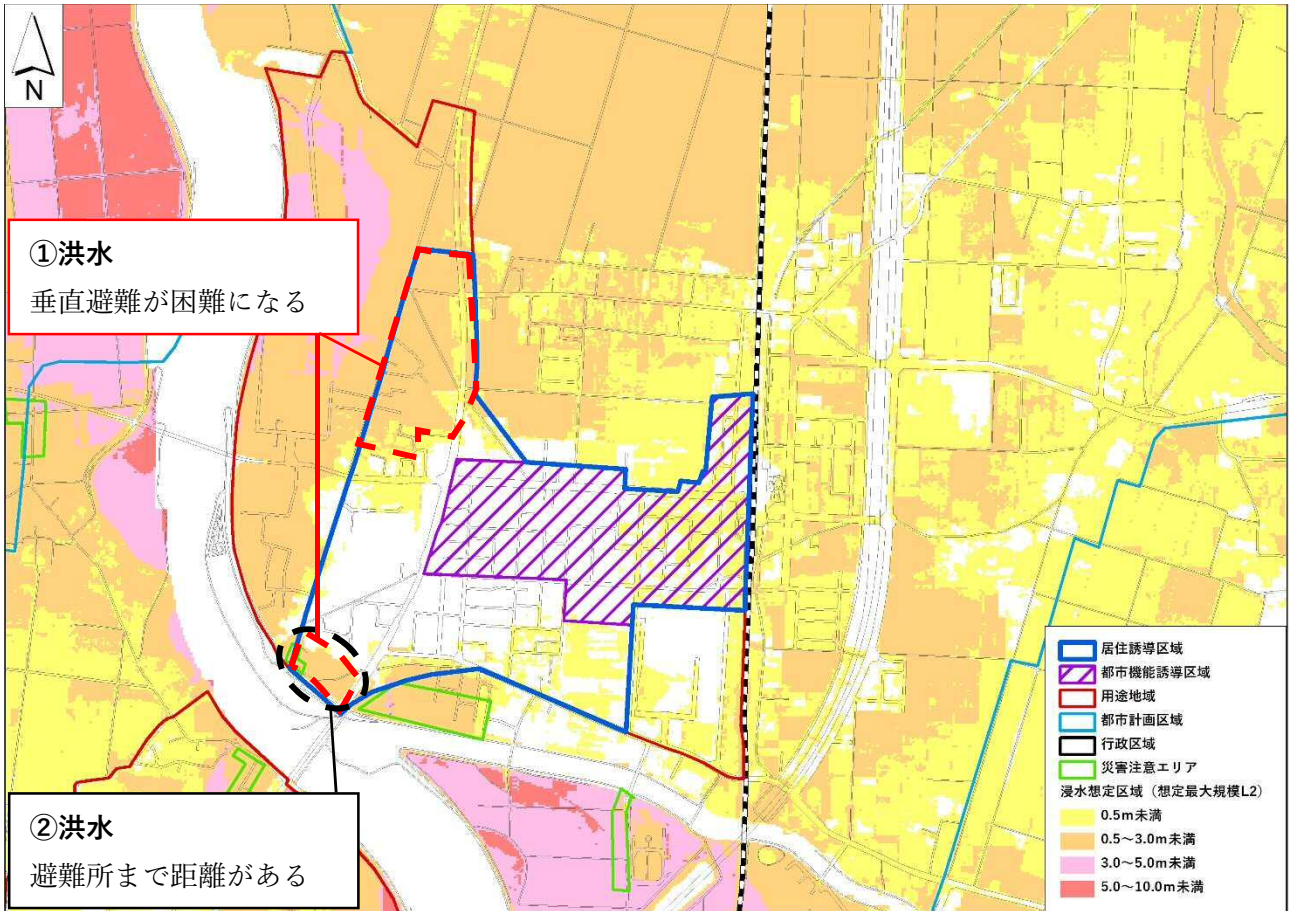 N
①洪水
垂直避難が困難になる
②洪水
避難所まで距離がある
居住誘導区域
都市機能誘導区域
用途地域
都市計画区域
行政区域
災害注意エリア
浸水想定区域（想定最大規模L2）
0.5m未満
0.5～3.0m未満
3.0～5.0m未満
5.0～10.0m未満